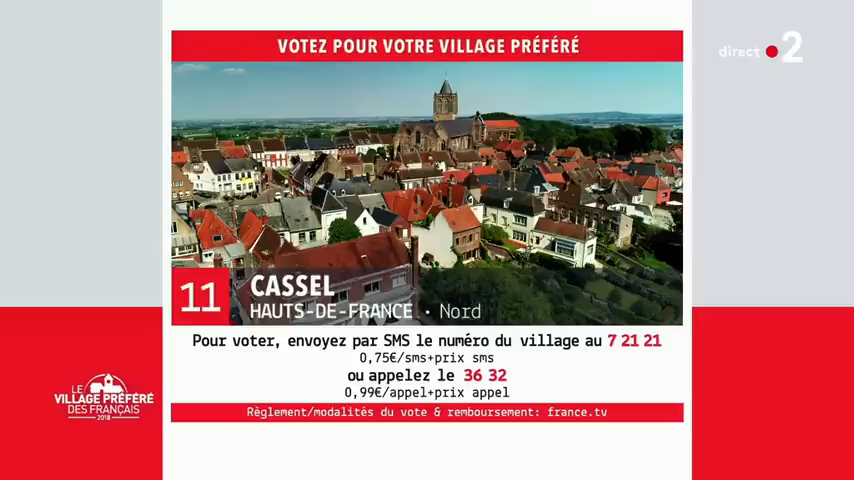 VOTEZ POUR VOTRE VILLAGE PRÉFÉRÉ
direct 2
11
CASSEL
HAUTS-DE-FRANCE · Nord
Pour voter, envoyez par SMS le numéro du village au 7 21 21
0,75€/sms+prix sms
ou appelez le 36 32
0,99€/appel+prix appel
Règlement/modalités du vote & remboursement: france.tv
LE
VILLAGE PRÉFÉRÉ
DES FRANÇAIS
2018